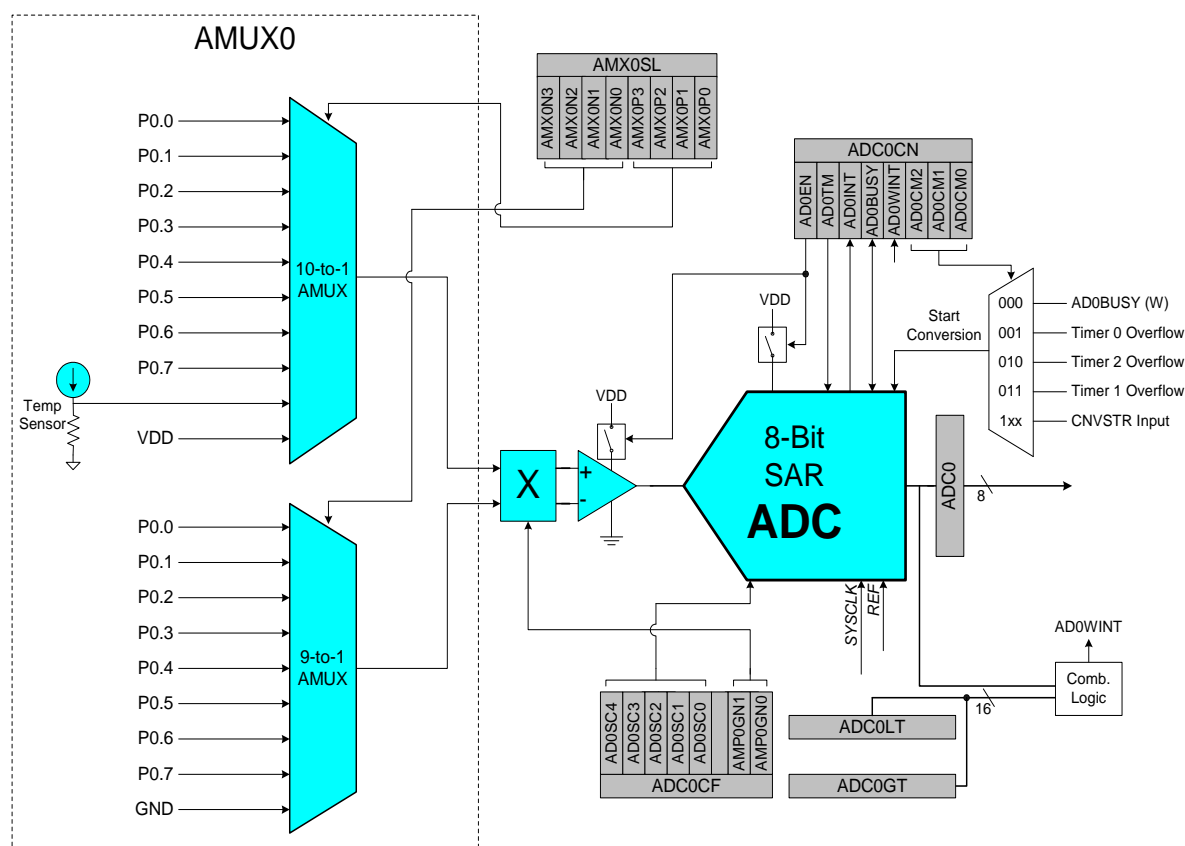 AMUX0
P0.0
P0.1
P0.2
P0.3
P0.4
P0.5
P0.6
P0.7
Temp
Sensor
VDD
10-to-1
AMUX
P0.0
P0.1
P0.2
P0.3
P0.4
P0.5
P0.6
P0.7
GND
9-to-1
AMUX
AMX0SL
AMX0N3
AMX0N2
AMX0N1
AMX0N0
AMX0P3
AMX0P2
AMX0P1
AMX0P0
ADC0CN
AD0EN
AD0TM
AD0INT
AD0BUSY
AD0WINT
AD0CM2
AD0CM1
AD0CM0
VDD
Start
Conversion
000
AD0BUSY (W)
001
Timer 0 Overflow
010
Timer 2 Overflow
011
Timer 1 Overflow
1xx
CNVSTR Input
VDD
X
+
-
8-Bit
SAR
ADC
ADC0
8
SYSCLK
REF
AD0WINT
Comb.
Logic
16
AD0SC4
AD0SC3
AD0SC2
AD0SC1
AD0SC0
AMP0GN1
AMP0GN0
ADC0CF
ADC0LT
ADC0GT